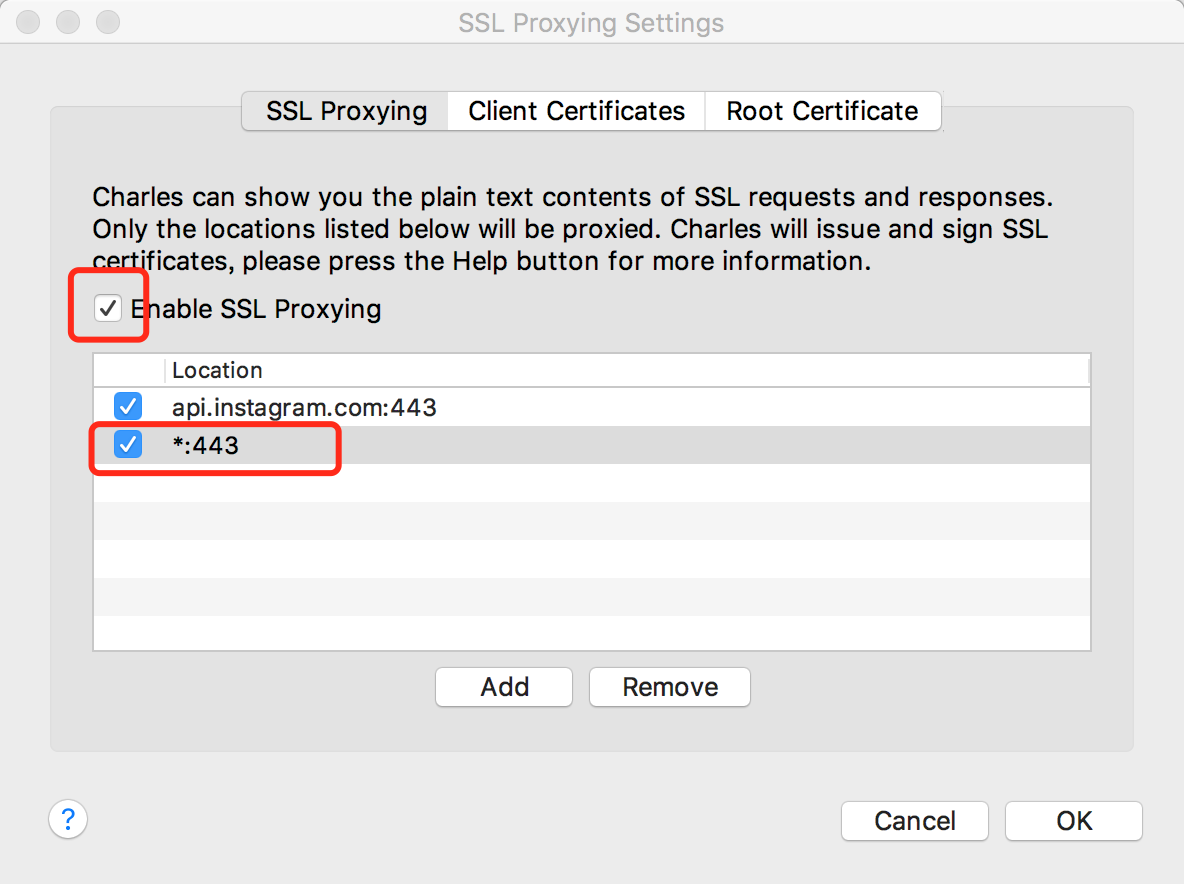 SSL Proxying Settings
SSL Proxying Client Certificates Root Certificate
Charles can show you the plain text contents of SSL requests and responses.
Only the locations listed below will be proxied. Charles will issue and sign SSL
certificates, please press the Help button for more information.
Enable SSL Proxying
Location
api.instagram.com:443
*:443
Add Remove
? Cancel OK